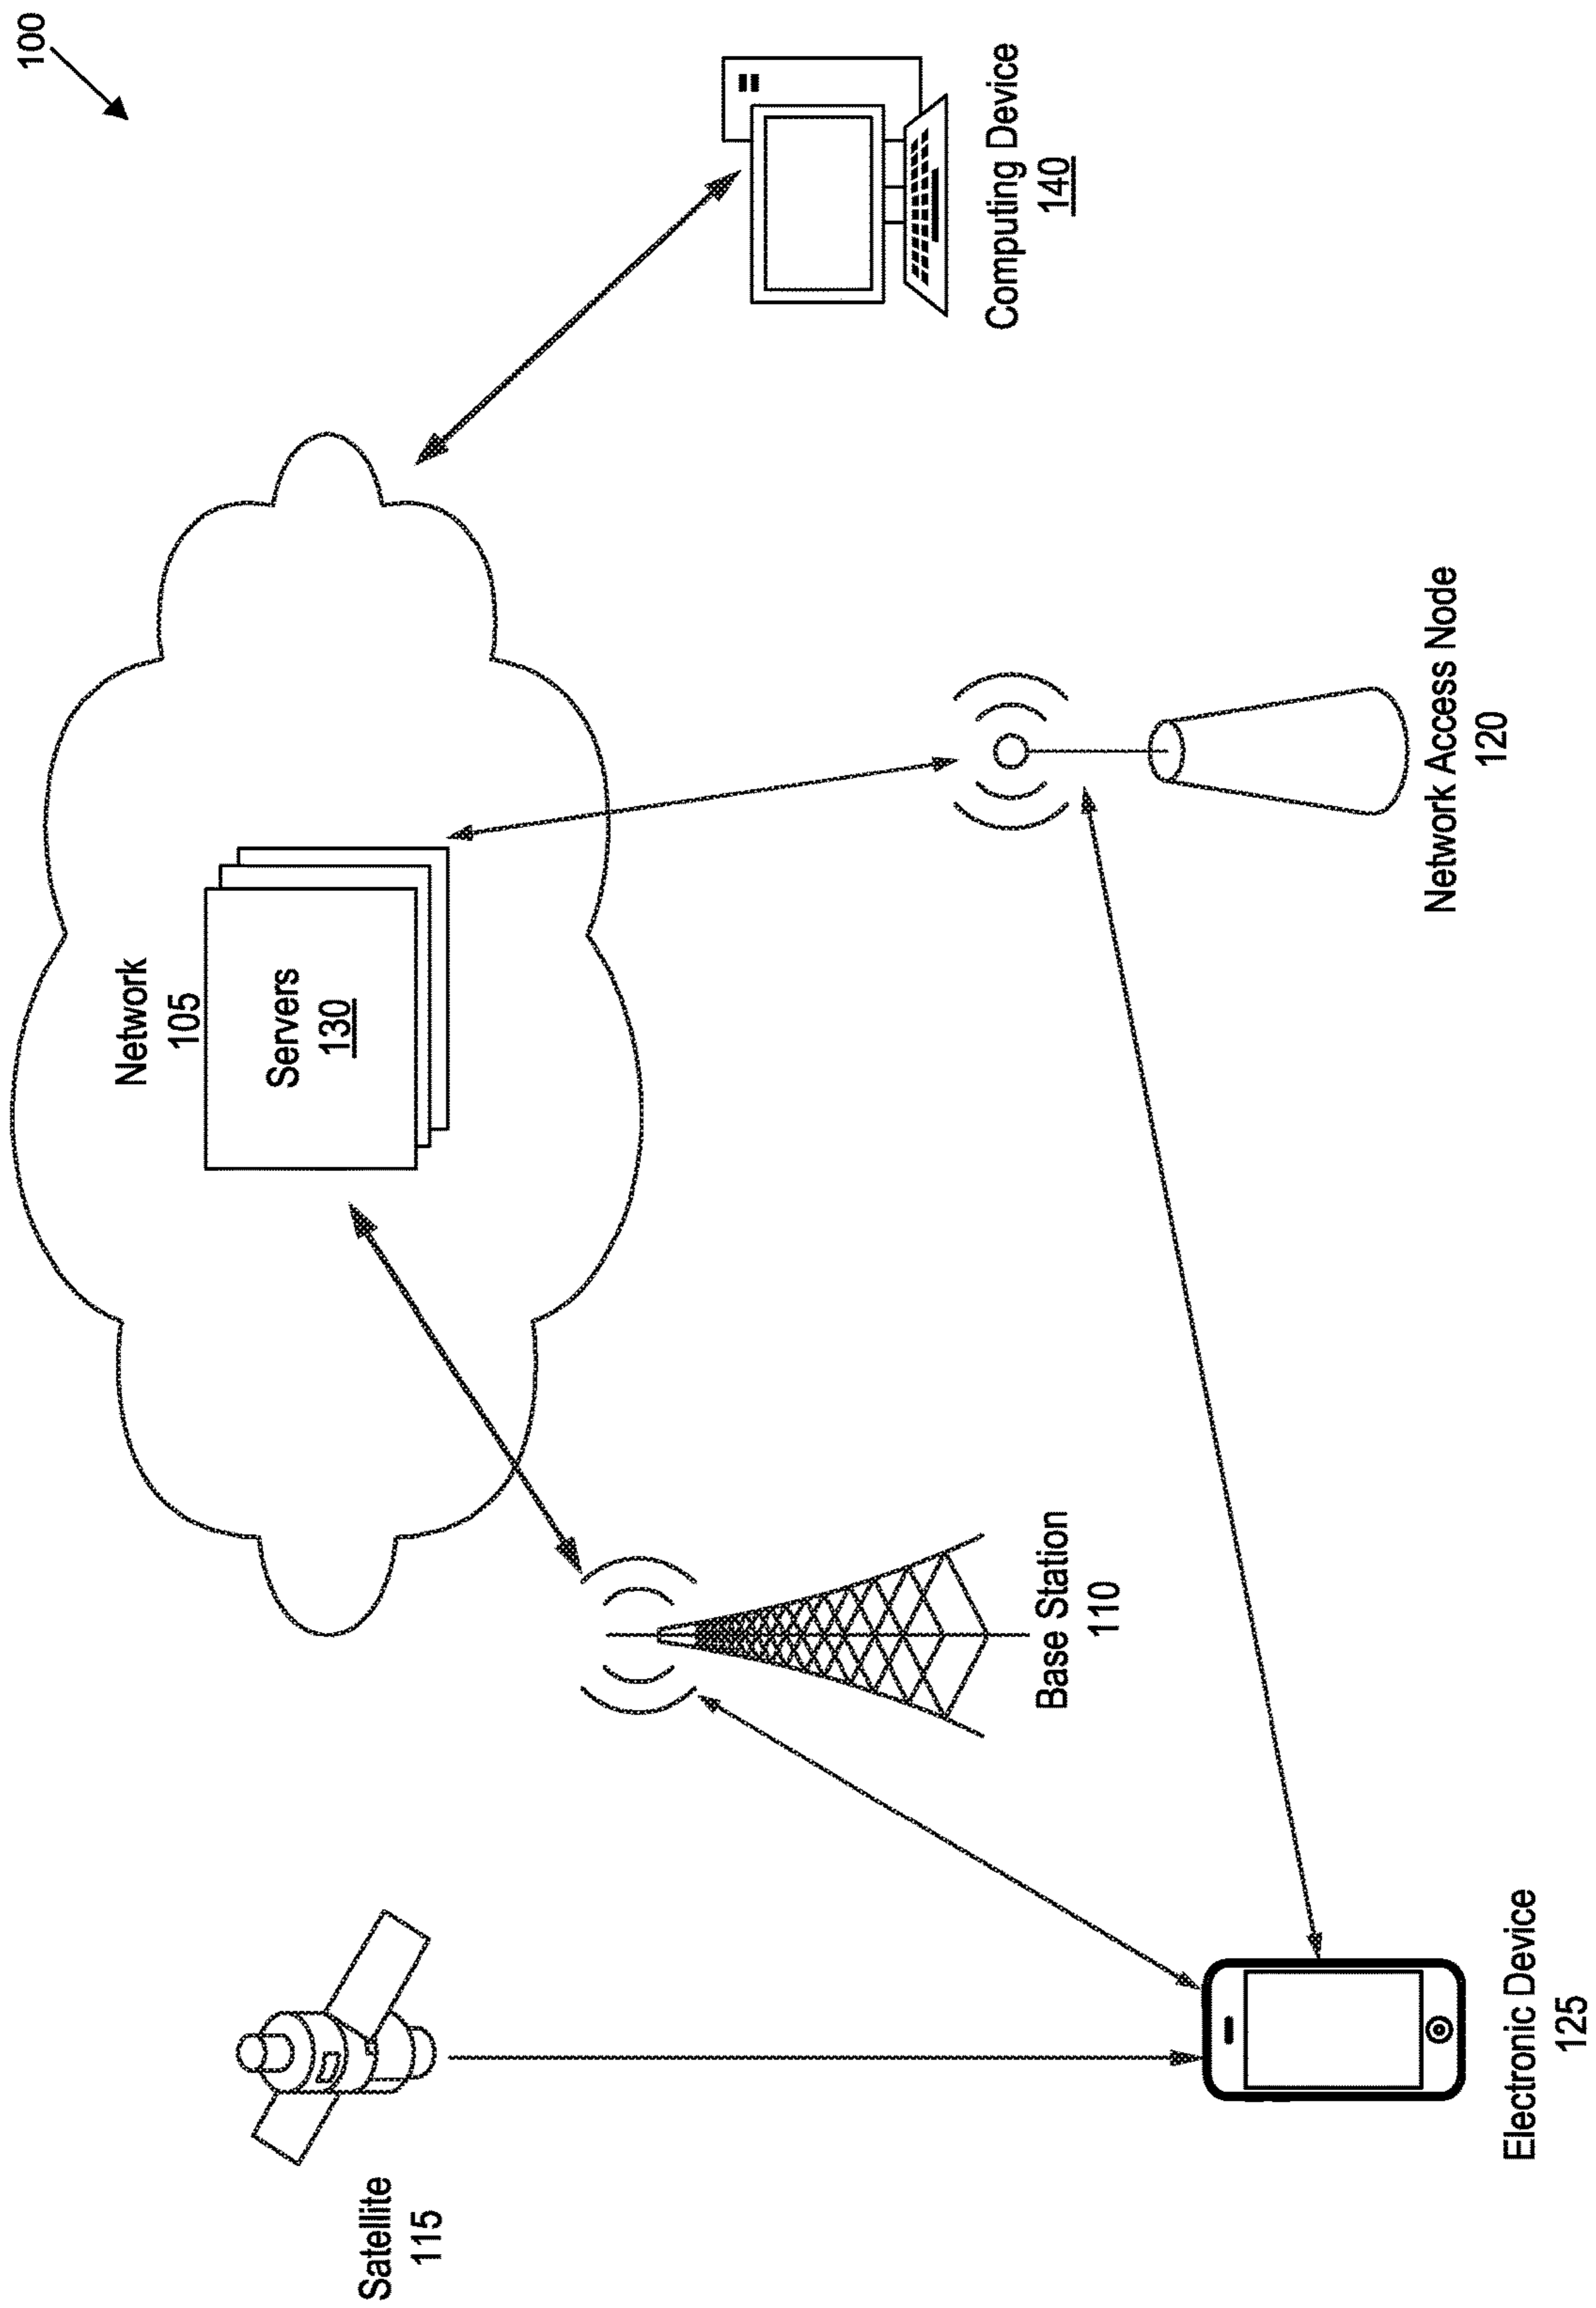 100
Network
105
Servers
130
Satellite
115
Base Station
110
Computing Device
140
Network Access Node
120
Electronic Device
125